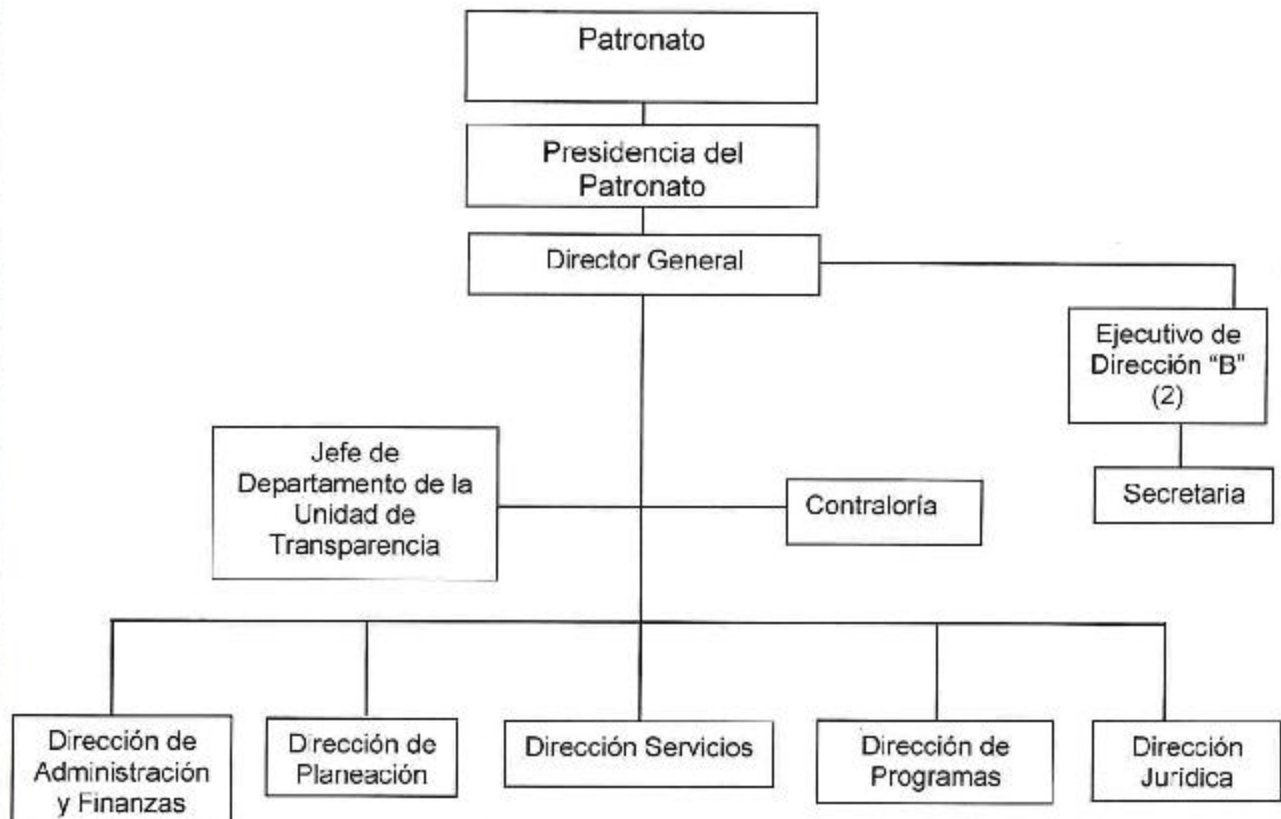 Patronato
Presidencia del
Patronato
Director General
Ejecutivo de
Dirección "B"
(2)
Secretaria
Jefe de
Departamento de la
Unidad de
Transparencia
Contraloría
Dirección de
Administración
y Finanzas
Dirección de
Planeación
Dirección Servicios
Dirección de
Programas
Dirección
Jurídica